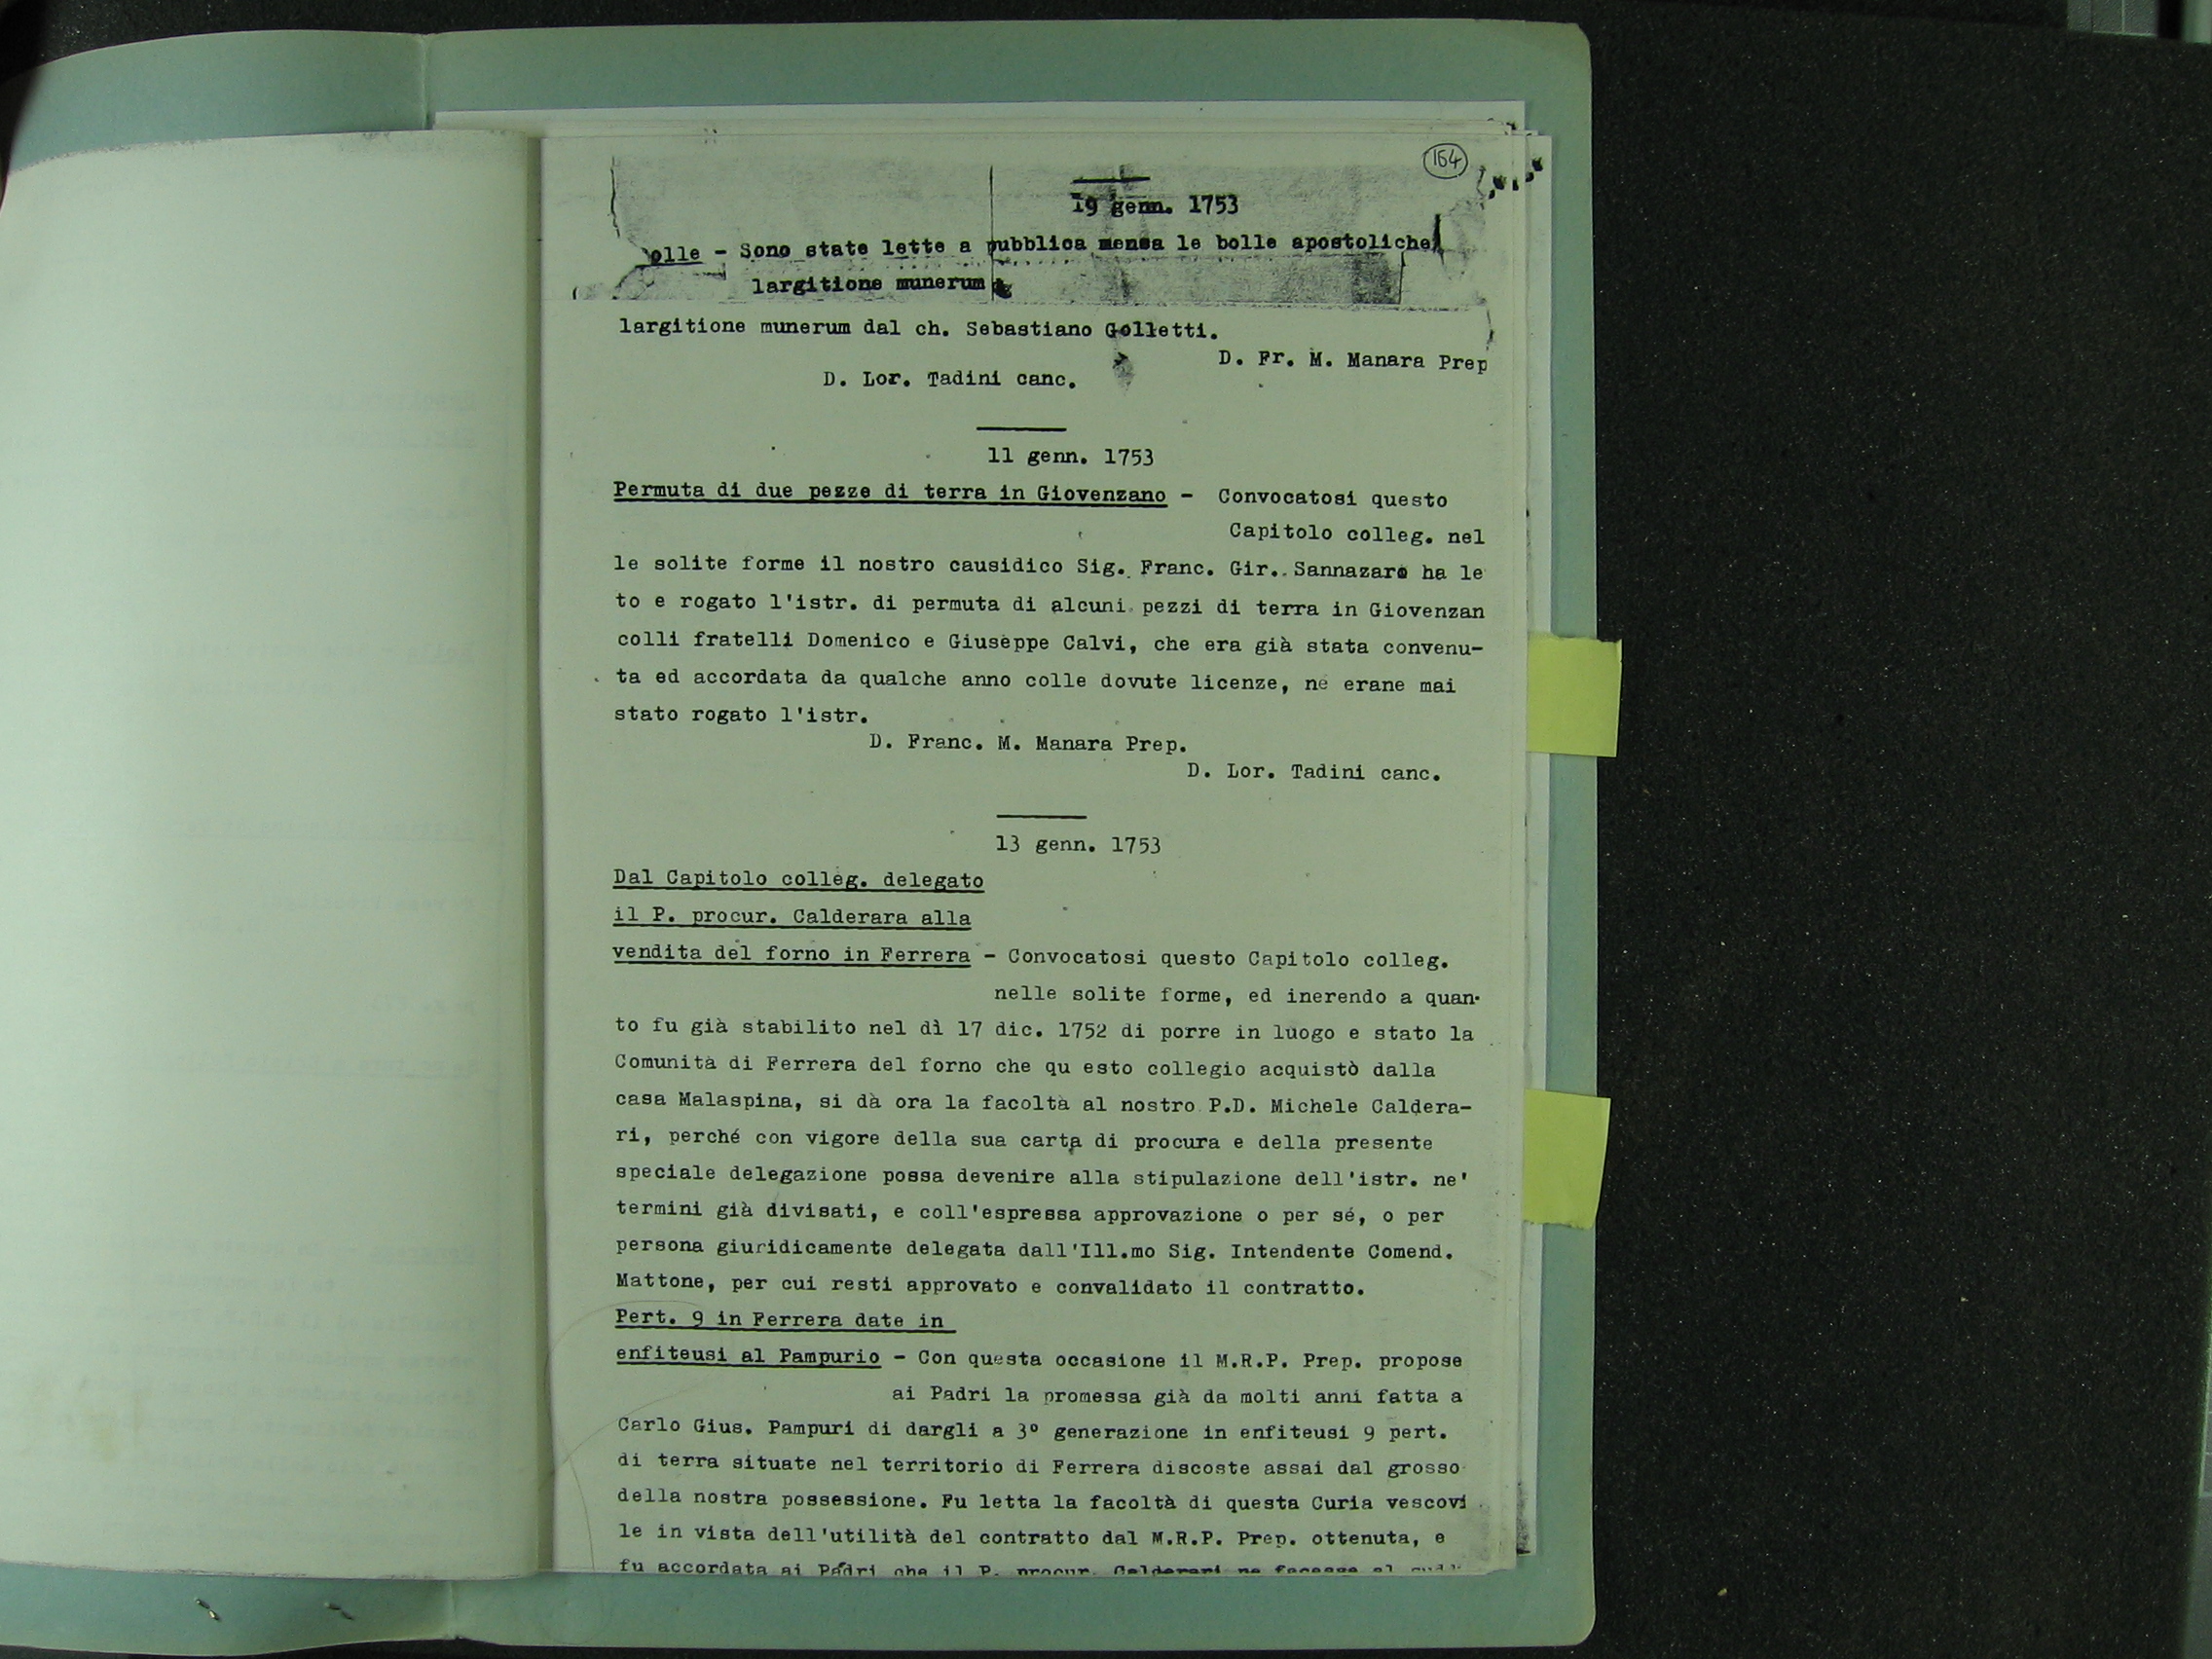 164
19 genn. 1753
olle - Sono state lette a pubblica mensa le bolle apostoliche
largitione munerum
largitione munerum dal ch. Sebastiano Golletti.
D. Fr. M. Manara Prep
D. Lor. Tadini canc.
11 genn. 1753
Permuta di due pezze di terra in Giovenzano - Convocatosi questo
Capitolo colleg. nel
le solite forme il nostro causidico Sig. Franc. Gir. Sannazaro ha le
to e rogato l'istr. di permuta di alcuni pezzi di terra in Giovenzan
colli fratelli Domenico e Giuseppe Calvi, che era già stata convenu-
ta ed accordata da qualche anno colle dovute licenze, né erane mai
stato rogato l'istr.
D. Franc. M. Manara Prep.
D. Lor. Tadini canc.
13 genn. 1753
Dal Capitolo colleg. delegato
il P. procur. Calderara alla
vendita del forno in Ferrera - Convocatosi questo Capitolo colleg.
nelle solite forme, ed inerendo a quan-
to fu già stabilito nel dì 17 dic. 1752 di porre in luogo e stato la
Comunità di Ferrera del forno che qu esto collegio acquistò dalla
casa Malaspina, si dà ora la facoltà al nostro P.D. Michele Caldera-
ri, perché con vigore della sua carta di procura e della presente
speciale delegazione possa devenire alla stipulazione dell'istr. ne'
termini già divisati, e coll'espressa approvazione o per sé, o per
persona giuridicamente delegata dall'Ill.mo Sig. Intendente Comend.
Mattone, per cui resti approvato e convalidato il contratto.
Pert. 9 in Ferrera date in
enfiteusi al Pampurio - Con questa occasione il M.R.P. Prep. propose
ai Padri la promessa già da molti anni fatta a
Carlo Gius. Pampuri di dargli a 3º generazione in enfiteusi 9 pert.
di terra situate nel territorio di Ferrera discoste assai dal grosso
della nostra possessione. Fu letta la facoltà di questa Curia vescovi
le in vista dell'utilità del contratto dal M.R.P. Prep. ottenuta, e
fu accordata ai Padri che il P. procur. Calderari ne facesse al